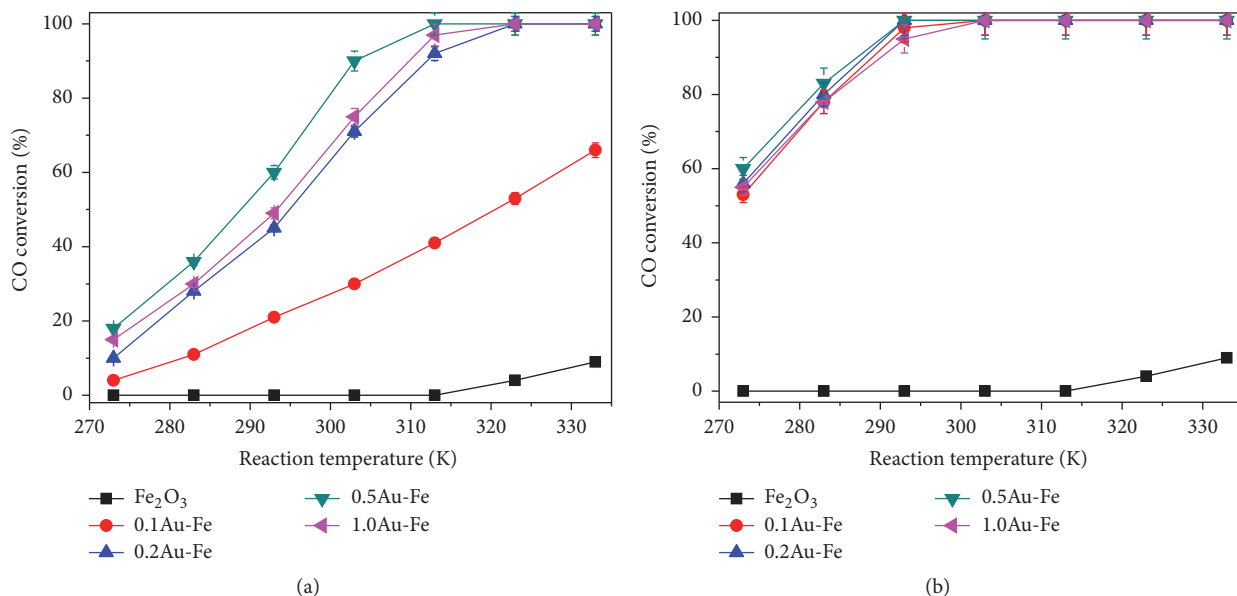 100
80
60
40
20
0
CO conversion (%)
270 280 290 300 310 320 330
Reaction temperature (K)
Fe₂O₃
0.1Au-Fe
0.2Au-Fe
0.5Au-Fe
1.0Au-Fe
(a)
100
80
60
40
20
0
CO conversion (%)
270 280 290 300 310 320 330
Reaction temperature (K)
Fe₂O₃
0.1Au-Fe
0.2Au-Fe
0.5Au-Fe
1.0Au-Fe
(b)